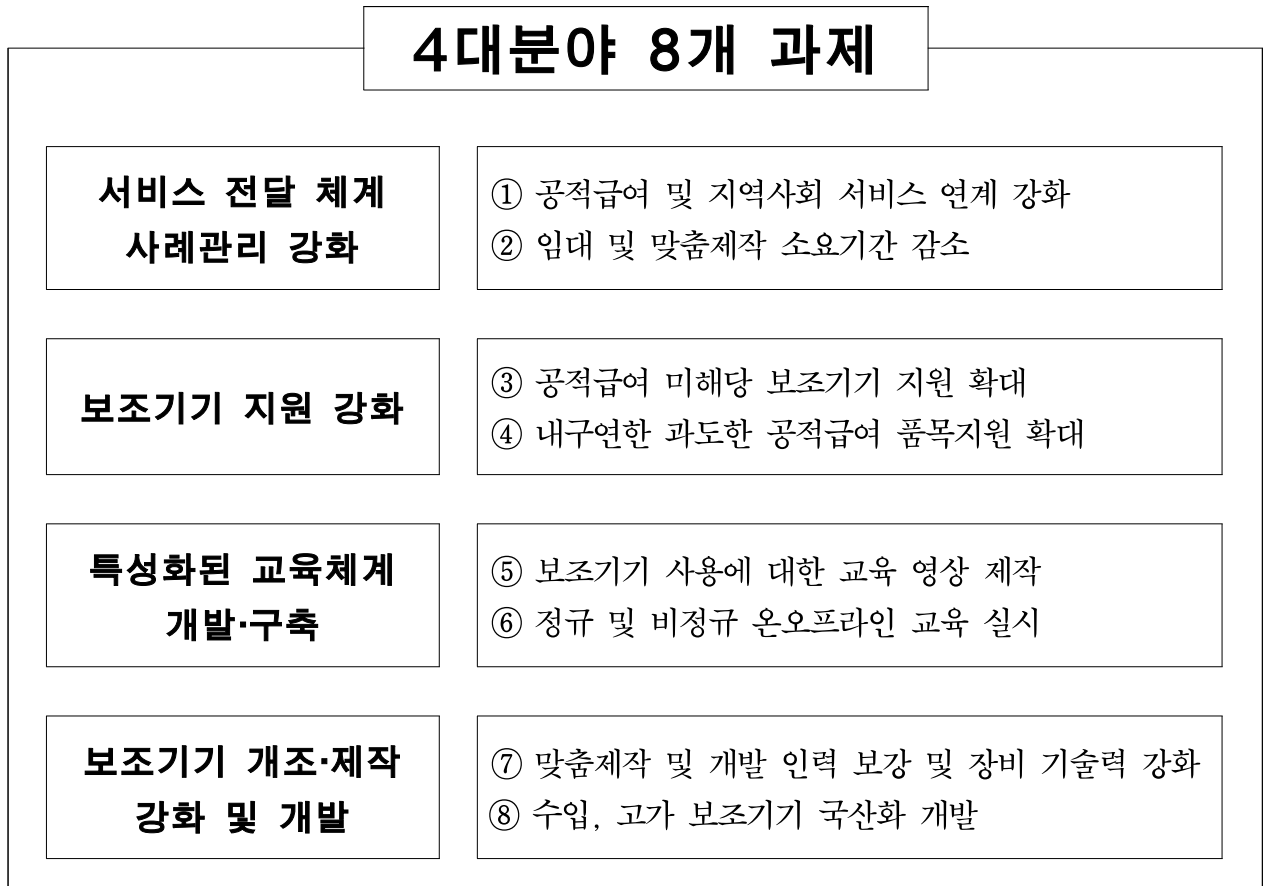 4대분야 8개 과제
서비스 전달 체계
사례관리 강화
① 공적급여 및 지역사회 서비스 연계 강화
② 임대 및 맞춤제작 소요기간 감소
보조기기 지원 강화
③ 공적급여 미해당 보조기기 지원 확대
④ 내구연한 과도한 공적급여 품목지원 확대
특성화된 교육체계
개발·구축
⑤ 보조기기 사용에 대한 교육 영상 제작
⑥ 정규 및 비정규 온오프라인 교육 실시
보조기기 개조·제작
강화 및 개발
⑦ 맞춤제작 및 개발 인력 보강 및 장비 기술력 강화
⑧ 수입, 고가 보조기기 국산화 개발